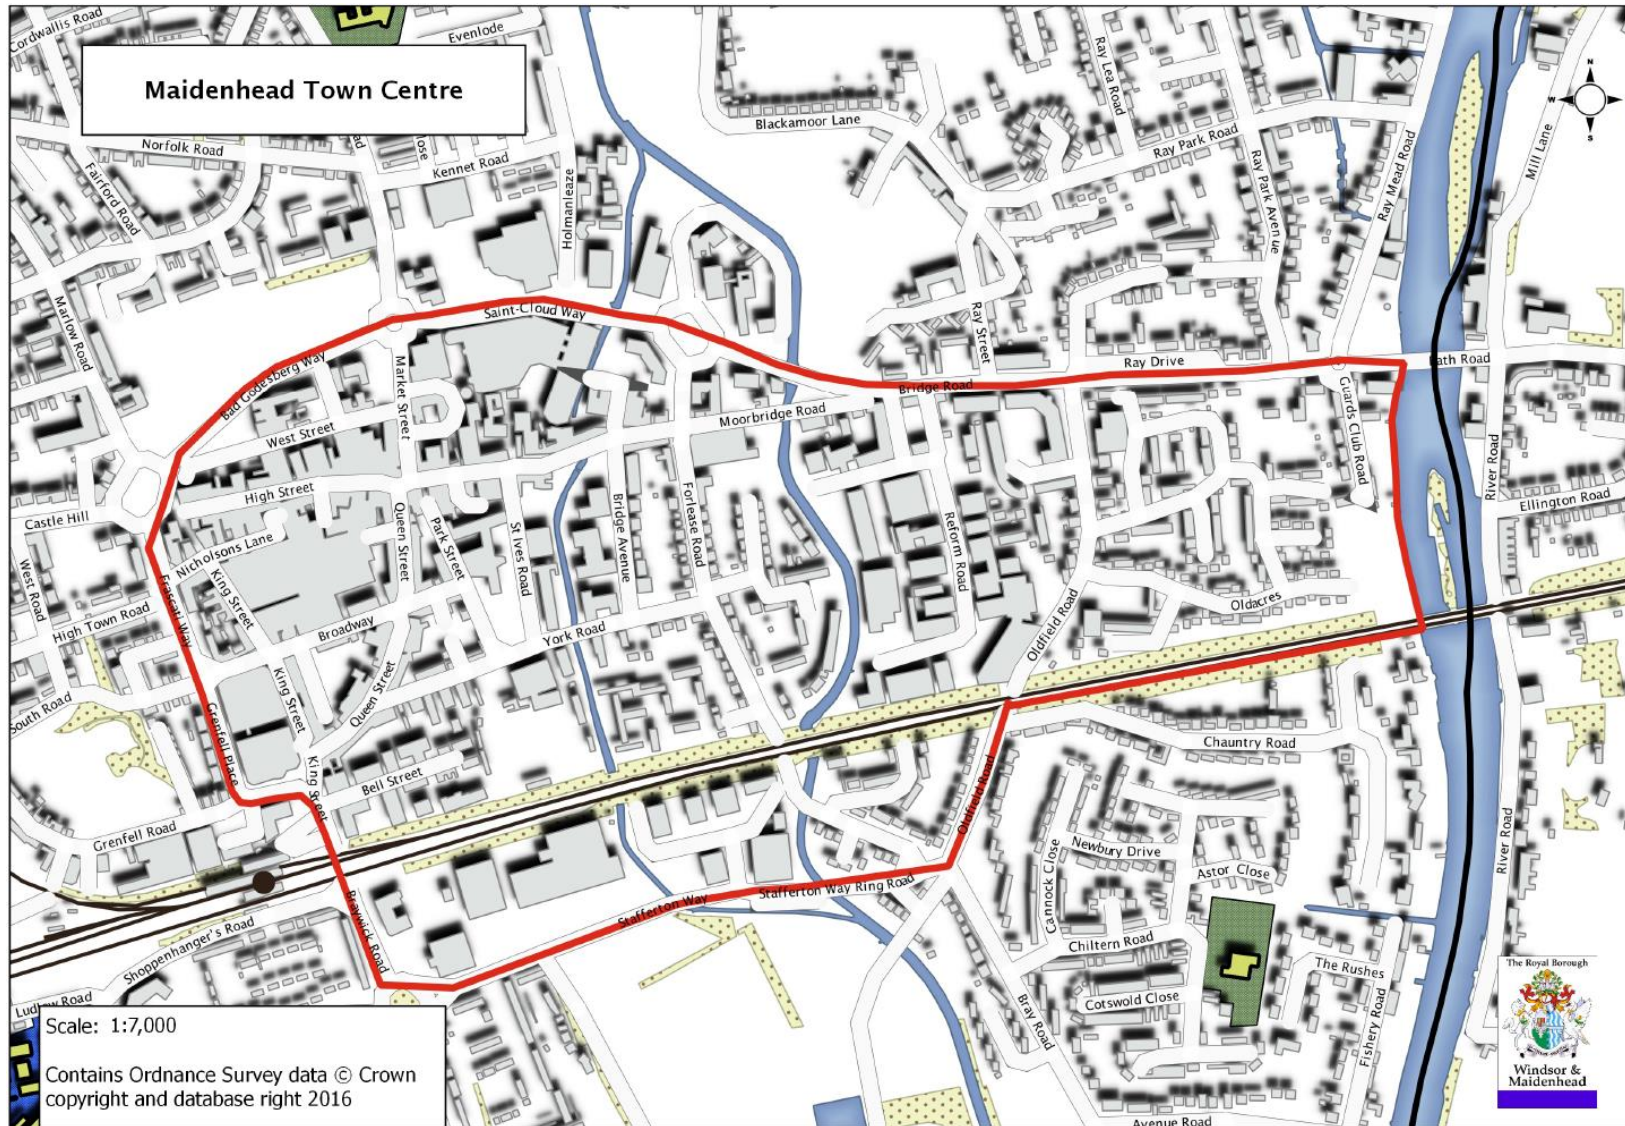 Cordwallis Road
Evenlode
Maidenhead Town Centre
Norfolk Road
Fairford Road
Kennet Road
Holmanleaze
Blackamoor Lane
Ray Lea Road
Ray Park Road
Ray Park Avenue
Ray Mead Road
Mill Lane
N
W
S
Marlow Road
Saint-Cloud Way
Bad Godesberg Way
Market Street
West Street
Moorbridge Road
Bridge Road
Ray Street
Ray Drive
Bath Road
Guards Club Road
High Street
Castle Hill
Nicholsons Lane
King Street
Queen Street
Park Street
St Ives Road
Bridge Avenue
Forlease Road
Reform Road
River Road
Ellington Road
West Road
High Town Road
Frascati Way
Broadway
York Road
Oldfield Road
Oldacres
South Road
Grenfell Place
King Street
Queen Street
King Street
Bell Street
Chauntry Road
Grenfell Road
Oldfield Road
Newbury Drive
Astor Close
Cannock Close
River Road
Braywick Road
Stafferton Way
Stafferton Way Ring Road
Shoppenhanger's Road
Chiltern Road
The Rushes
Cotswold Close
Bray Road
Fishery Road
Avenue Road
Scale: 1:7,000
Contains Ordnance Survey data © Crown
copyright and database right 2016
The Royal Borough
Windsor &
Maidenhead